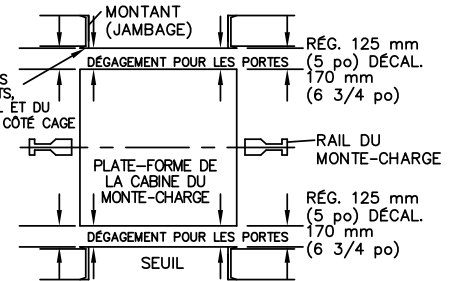 MONTANT
(JAMBAGE)
RÉG. 125 mm
(5 po) DÉCAL.
170 mm
(6 3/4 po)
DÉGAGEMENT POUR LES PORTES
ET DU
CÔTÉ CAGE
RAIL DU
MONTE-CHARGE
PLATE-FORME DE
LA CABINE DU
MONTE-CHARGE
RÉG. 125 mm
(5 po) DÉCAL.
170 mm
(6 3/4 po)
DÉGAGEMENT POUR LES PORTES
SEUIL